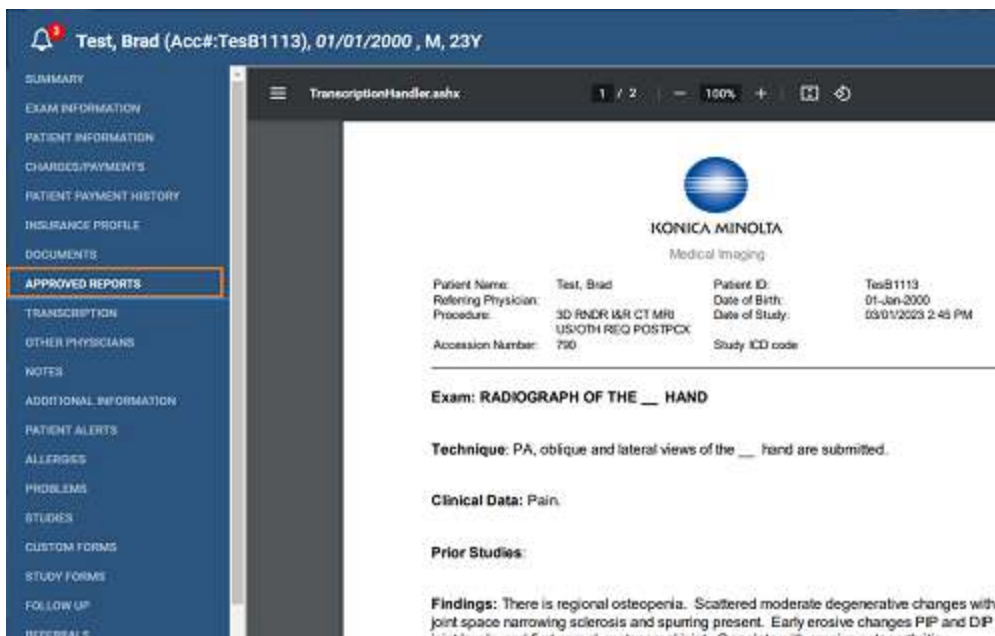 3
Test, Brad (Acc#:TesB1113), 01/01/2000 , M, 23Y
SUMMARY
EXAM INFORMATION
PATIENT INFORMATION
CHARGES/PAYMENTS
PATIENT PAYMENT HISTORY
INSURANCE PROFILE
DOCUMENTS
APPROVED REPORTS
TRANSCRIPTION
OTHER PHYSICIANS
NOTES
ADDITIONAL INFORMATION
PATIENT ALERTS
ALLERGIES
PROBLEMS
STUDIES
CUSTOM FORMS
STUDY FORMS
FOLLOW UP
REFERRALS
TranscriptionHandler.ashx 1 / 2 − 100% +
KONICA MINOLTA
Medical Imaging
Patient Name: Test, Brad Patient ID: TesB1113
Referring Physician: Date of Birth: 01-Jan-2000
Procedure: 3D RNDR I&R CT MRI Date of Study: 03/01/2023 2:45 PM
US/OTH REQ POSTPCX
Accession Number: 790 Study ICD code
Exam: RADIOGRAPH OF THE __ HAND
Technique: PA, oblique and lateral views of the __ hand are submitted.
Clinical Data: Pain.
Prior Studies:
Findings: There is regional osteopenia. Scattered moderate degenerative changes with
joint space narrowing sclerosis and spurring present. Early erosive changes PIP and DIP